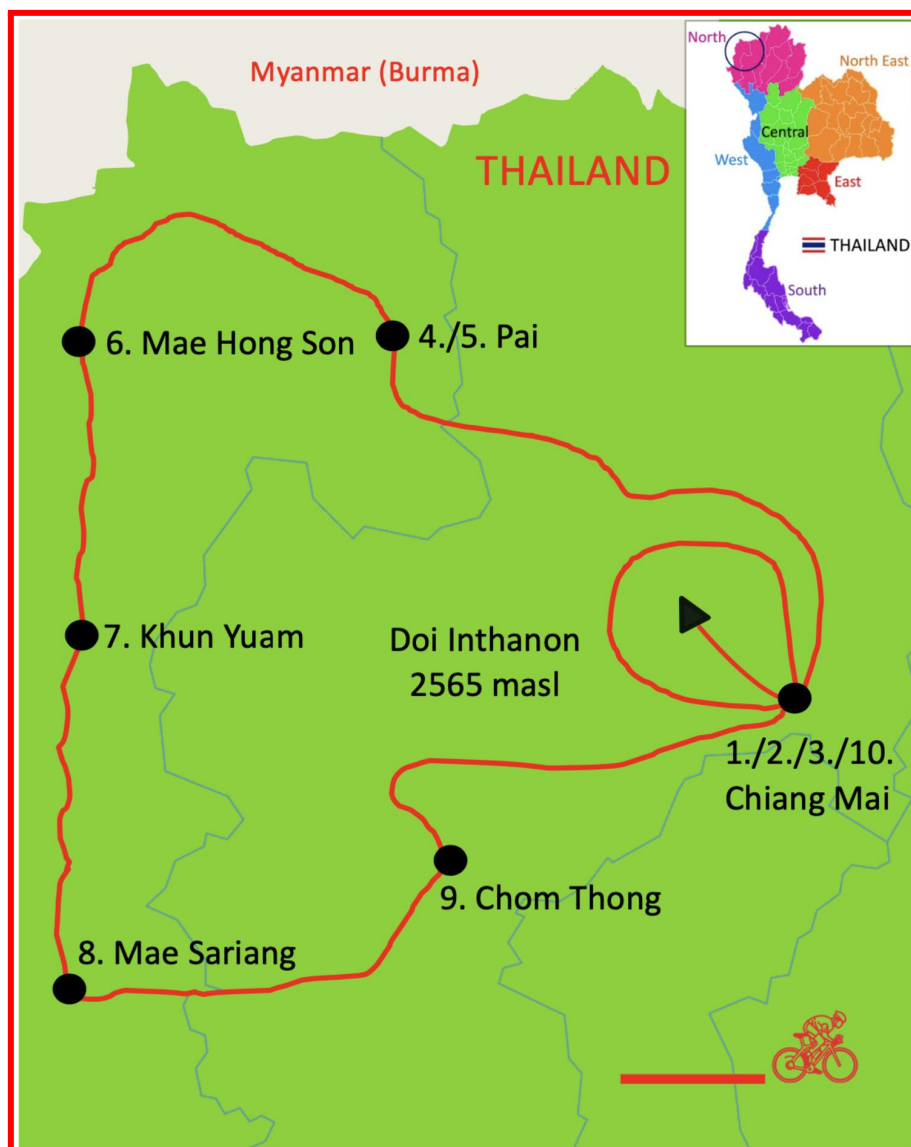 Myanmar (Burma)
THAILAND
North
North East
Central
West
East
THAILAND
South
6. Mae Hong Son
4./5. Pai
7. Khun Yuam
Doi Inthanon
2565 masl
1./2./3./10.
Chiang Mai
9. Chom Thong
8. Mae Sariang